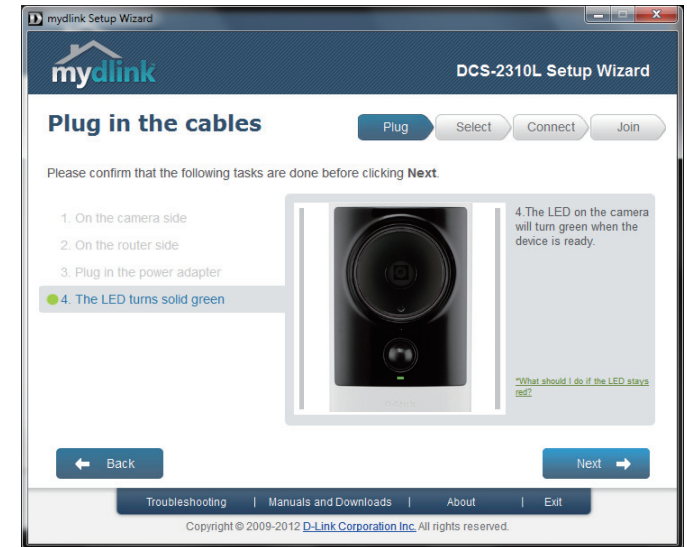 mydlink Setup Wizard
mydlink
DCS-2310L Setup Wizard
Plug in the cables
Plug
Select
Connect
Join
Please confirm that the following tasks are done before clicking Next.
1. On the camera side
2. On the router side
3. Plug in the power adapter
4. The LED turns solid green
4.The LED on the camera
will turn green when the
device is ready.
*What should I do if the LED stays
red?
Back
Next
Troubleshooting | Manuals and Downloads | About | Exit
Copyright © 2009-2012 D-Link Corporation Inc. All rights reserved.